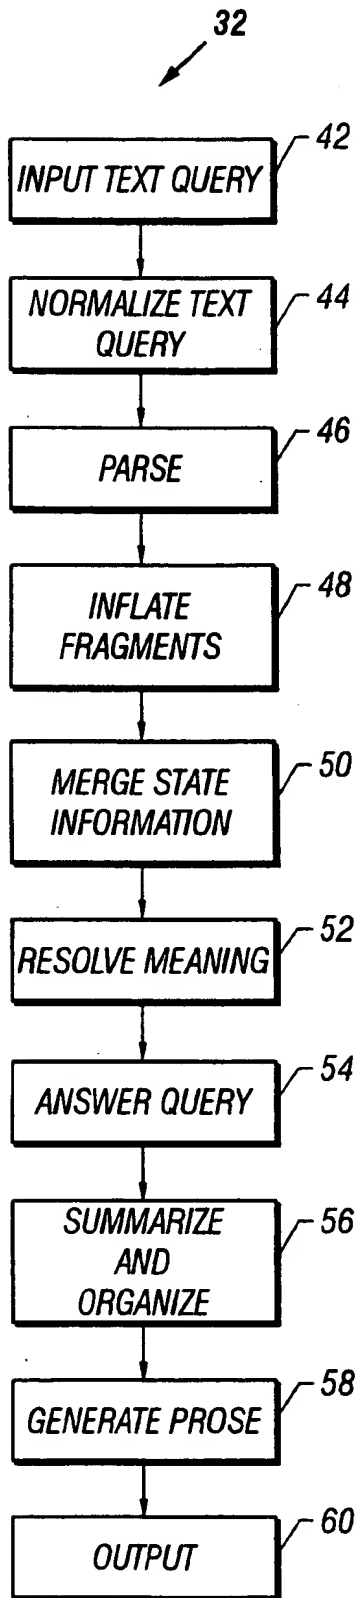 32
INPUT TEXT QUERY
42
NORMALIZE TEXT
QUERY
44
PARSE
46
INFLATE
FRAGMENTS
48
MERGE STATE
INFORMATION
50
RESOLVE MEANING
52
ANSWER QUERY
54
SUMMARIZE
AND
ORGANIZE
56
GENERATE PROSE
58
OUTPUT
60